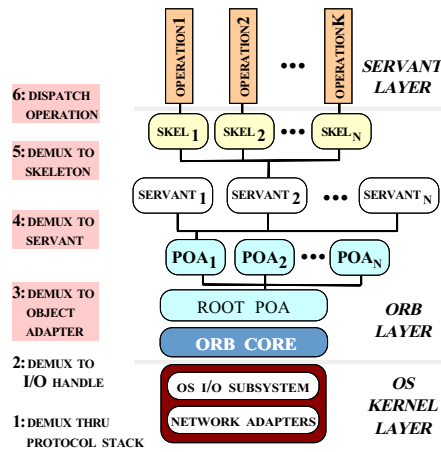 OPERATION1
OPERATION2
•••
OPERATIONK
SERVANT
LAYER
6: DISPATCH
OPERATION
SKEL 1
SKEL 2
•••
SKELN
5: DEMUX TO
SKELETON
SERVANT 1
SERVANT 2
•••
SERVANTN
4: DEMUX TO
SERVANT
POA1
POA2
•••
POAN
3: DEMUX TO
OBJECT
ADAPTER
ROOT POA
ORB CORE
ORB
LAYER
2: DEMUX TO
I/O HANDLE
OS I/O SUBSYSTEM
NETWORK ADAPTERS
OS
KERNEL
LAYER
1: DEMUX THRU
PROTOCOL STACK